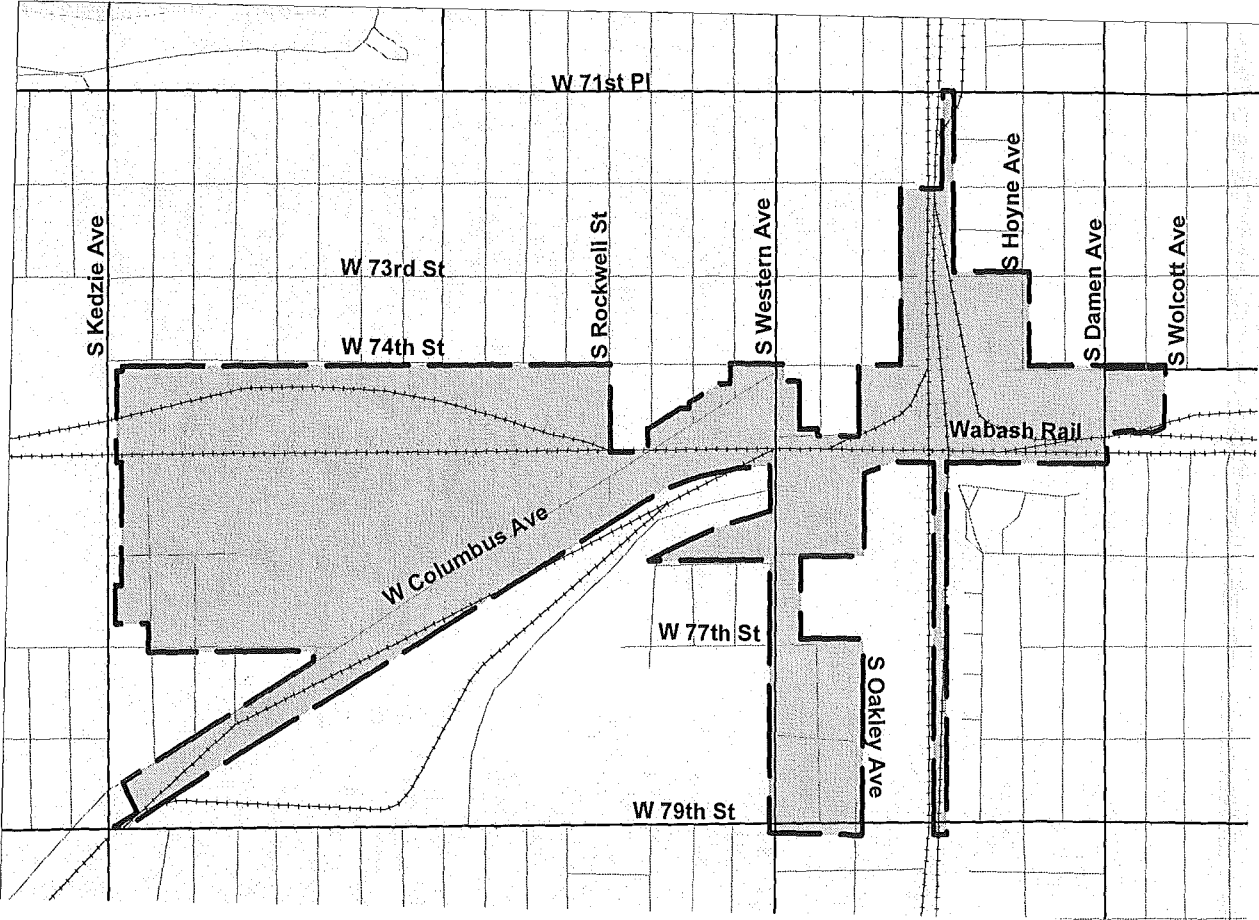 W 71st Pl
S Kedzie Ave
W 73rd St
W 74th St
S Rockwell St
S Western Ave
S Hoyne Ave
S Damen Ave
S Wolcott Ave
Wabash Rail
W Columbus Ave
W 77th St
S Oakley Ave
W 79th St